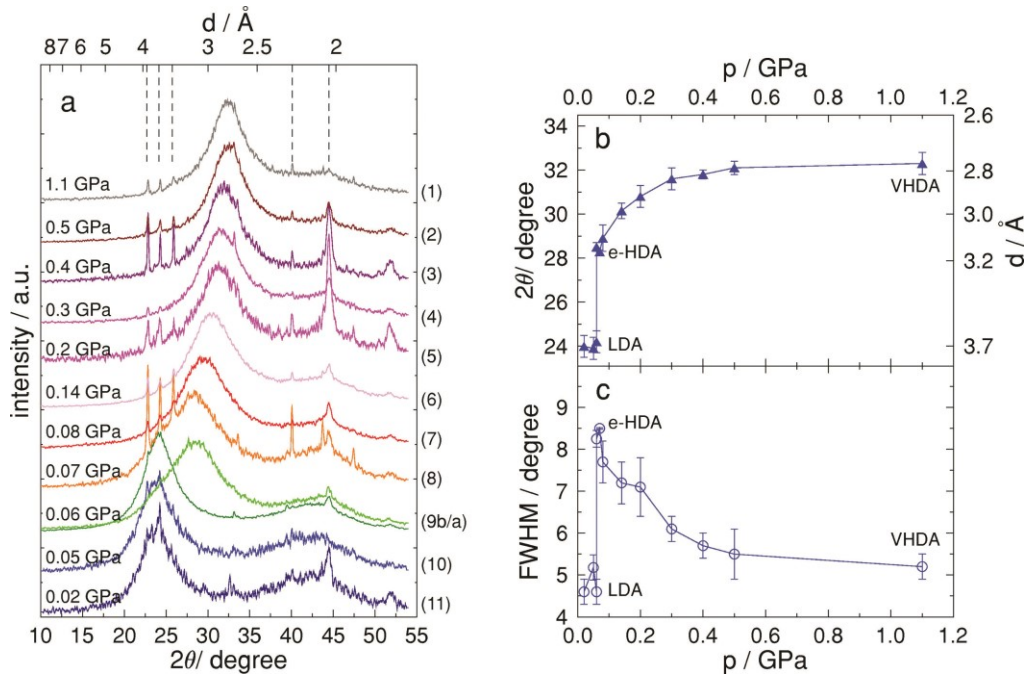 d / Å
8 7 6 5 4 3 2.5 2
a
1.1 GPa
(1)
0.5 GPa
(2)
0.4 GPa
(3)
0.3 GPa
(4)
0.2 GPa
(5)
0.14 GPa
(6)
0.08 GPa
(7)
0.07 GPa
(8)
0.06 GPa
(9b/a)
0.05 GPa
(10)
0.02 GPa
(11)
intensity / a.u.
10 15 20 25 30 35 40 45 50 55
2θ/ degree
p / GPa
0.0 0.2 0.4 0.6 0.8 1.0 1.2
b
34
32
30
28
26
24
2θ/ degree
2.6
2.8
3.0
3.2
3.7
d / Å
VHDA
e-HDA
LDA
c
9
8
7
6
5
4
FWHM / degree
e-HDA
VHDA
LDA
0.0 0.2 0.4 0.6 0.8 1.0 1.2
p / GPa